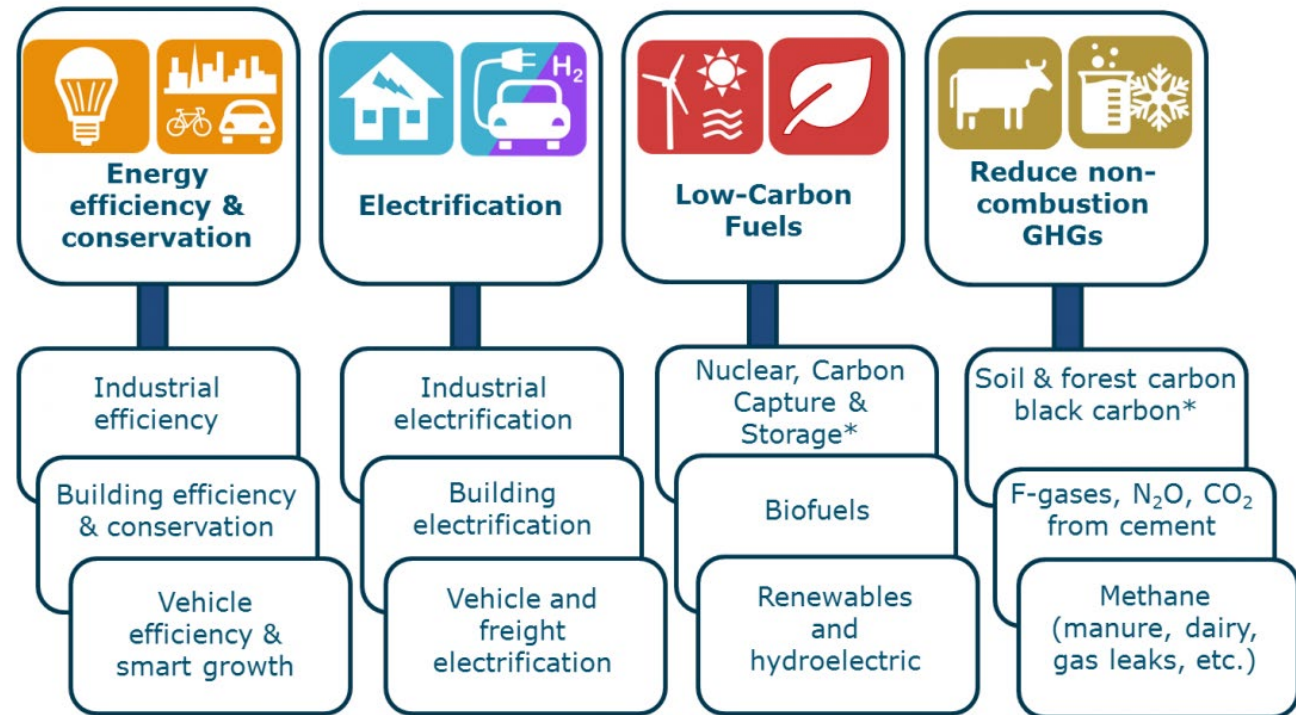 H₂
Energy
efficiency &
conservation
Electrification
Low-Carbon
Fuels
Reduce non-
combustion
GHGs
Industrial
efficiency
Building efficiency
& conservation
Vehicle
efficiency &
smart growth
Industrial
electrification
Building
electrification
Vehicle and
freight
electrification
Nuclear, Carbon
Capture &
Storage*
Biofuels
Renewables
and
hydroelectric
Soil & forest carbon
black carbon*
F-gases, N₂O, CO₂
from cement
Methane
(manure, dairy,
gas leaks, etc.)